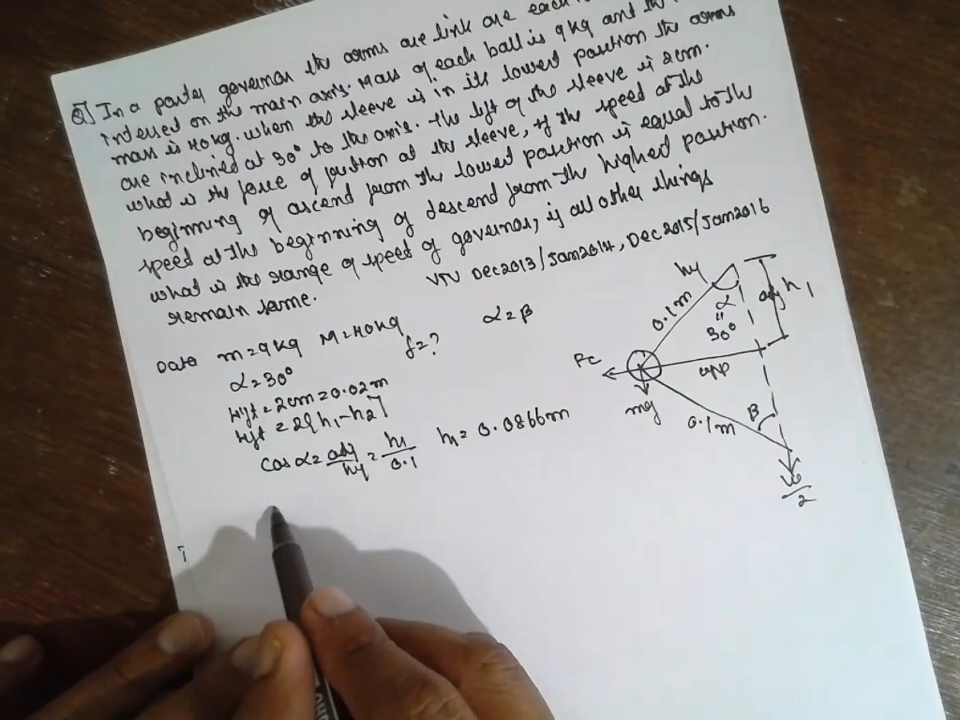 Q] In a porter governor the arms are link are each
intersed on the main axis. Mass of each ball is 9kg and
mass is 40kg. when the sleeve is in its lowest position the arms
are inclined at 30° to the axis. the lift of the sleeve is 2cm.
what is the force of friction at the sleeve, if the speed at the
beginning of ascend from the lowest position is equal to the
speed at the beginning of descend from the highest position.
what is the range of speed of governor, is all other things
remain same.
VTU Dec2013/Jan2014, Dec2015/Jan2016
Data m=9kg M=40kg α=β
α=30° f=?
lift=2cm=0.02m
lift=2[h1-h2]
cosα=adj/hy=h1/0.1 h1=0.0866m
hy
0.1m
α
"
30°
adj
h1
Fc
opp
mg
0.1m
β
W/2